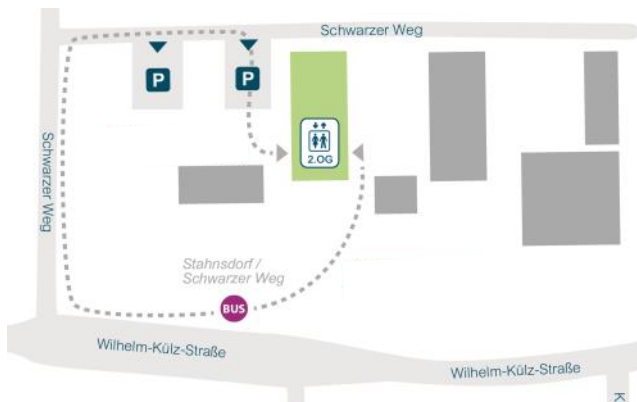 Schwarzer Weg
P
P
2.OG
Schwarzer Weg
Stahnsdorf /
Schwarzer Weg
BUS
Wilhelm-Külz-Straße
Wilhelm-Külz-Straße
K